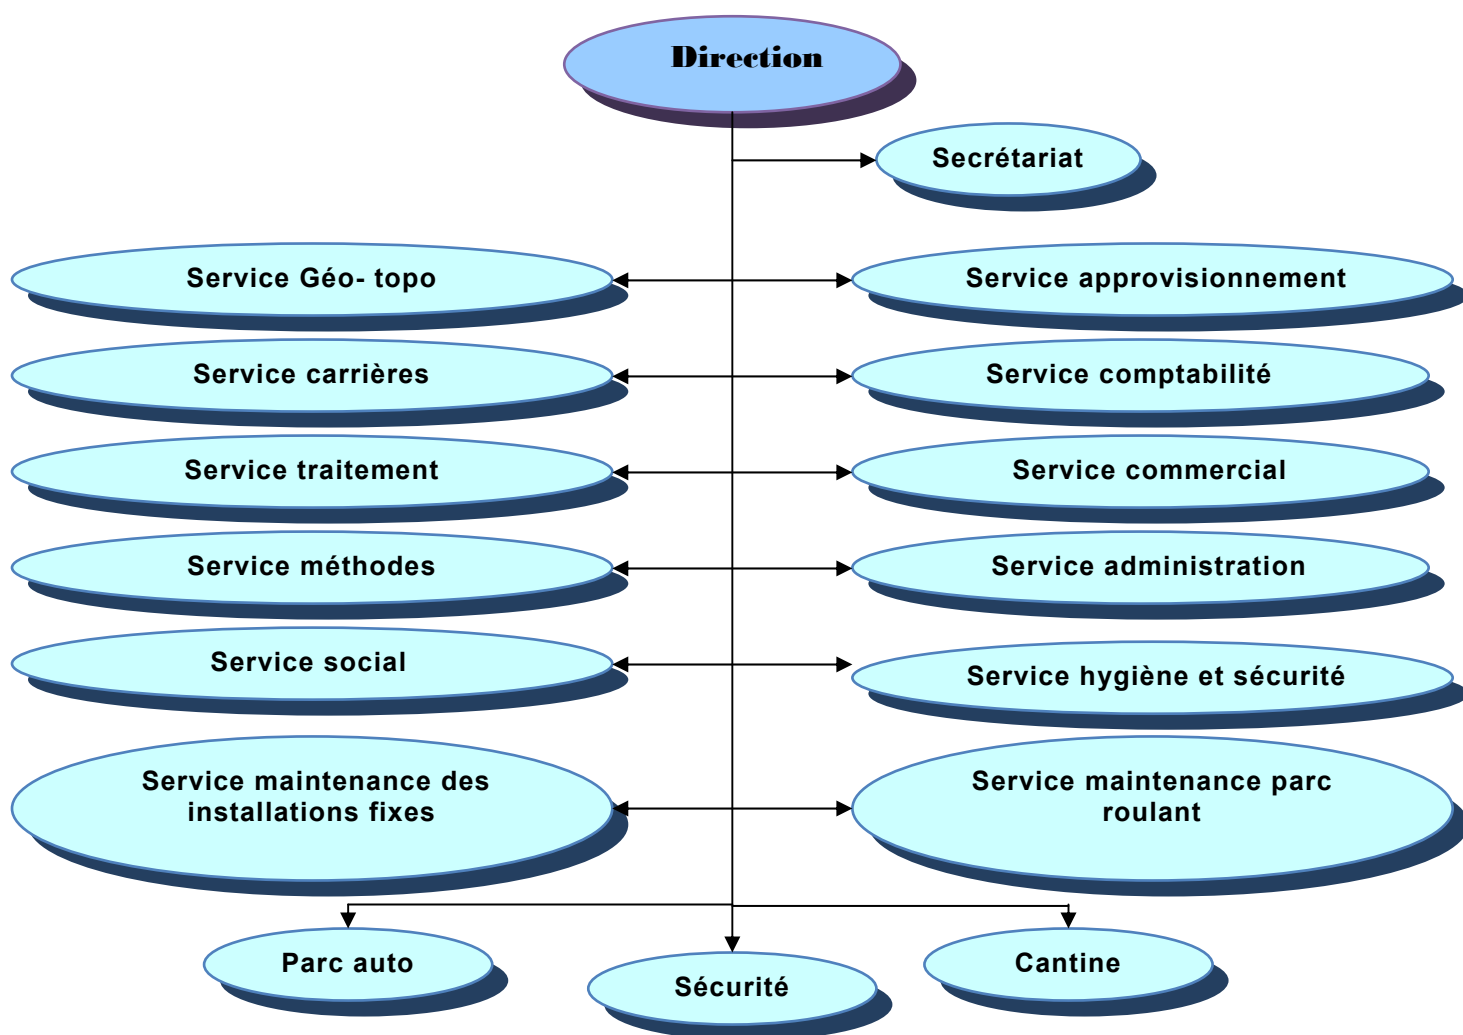 Direction
Secrétariat
Service Géo- topo
Service approvisionnement
Service carrières
Service comptabilité
Service traitement
Service commercial
Service méthodes
Service administration
Service social
Service hygiène et sécurité
Service maintenance des
installations fixes
Service maintenance parc
roulant
Parc auto
Sécurité
Cantine